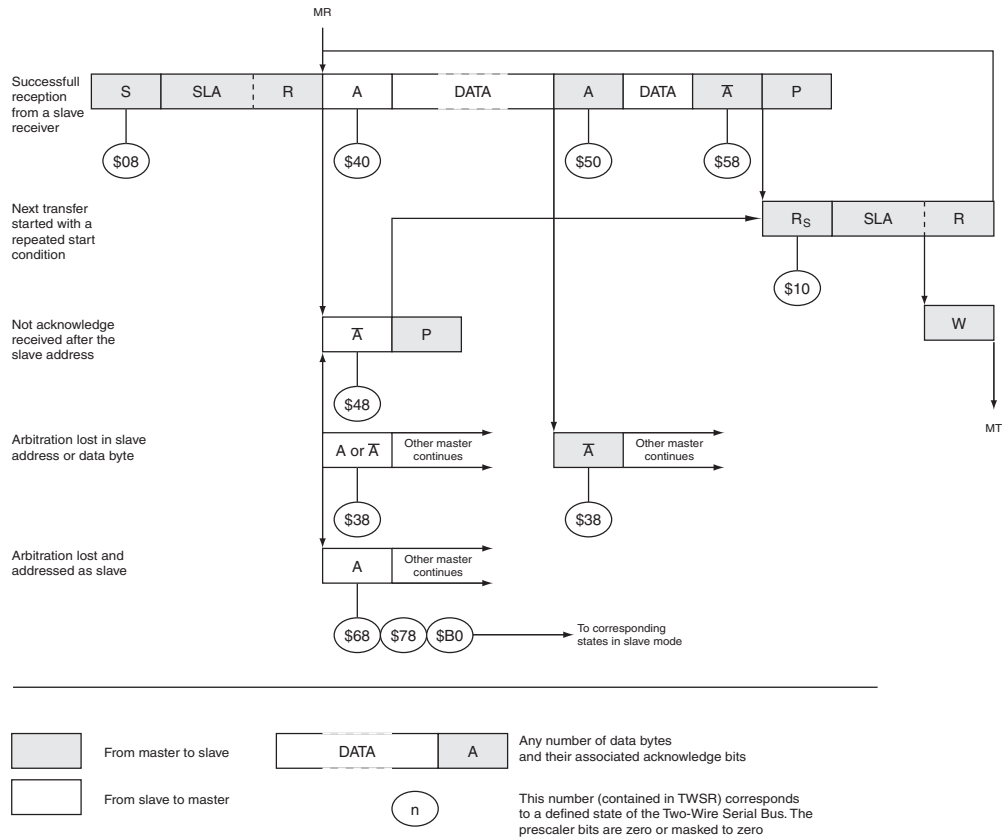 MR
Successfull
reception
from a slave
receiver
S SLA R A DATA A DATA A̅ P
$08 $40 $50 $58
Next transfer
started with a
repeated start
condition
RS SLA R
$10
W
MT
Not acknowledge
received after the
slave address
A̅ P
$48
Arbitration lost in slave
address or data byte
A or A̅
Other master
continues
A̅
Other master
continues
$38 $38
Arbitration lost and
addressed as slave
A
Other master
continues
$68 $78 $B0
To corresponding
states in slave mode
From master to slave
DATA A
Any number of data bytes
and their associated acknowledge bits
From slave to master
n
This number (contained in TWSR) corresponds
to a defined state of the Two-Wire Serial Bus. The
prescaler bits are zero or masked to zero